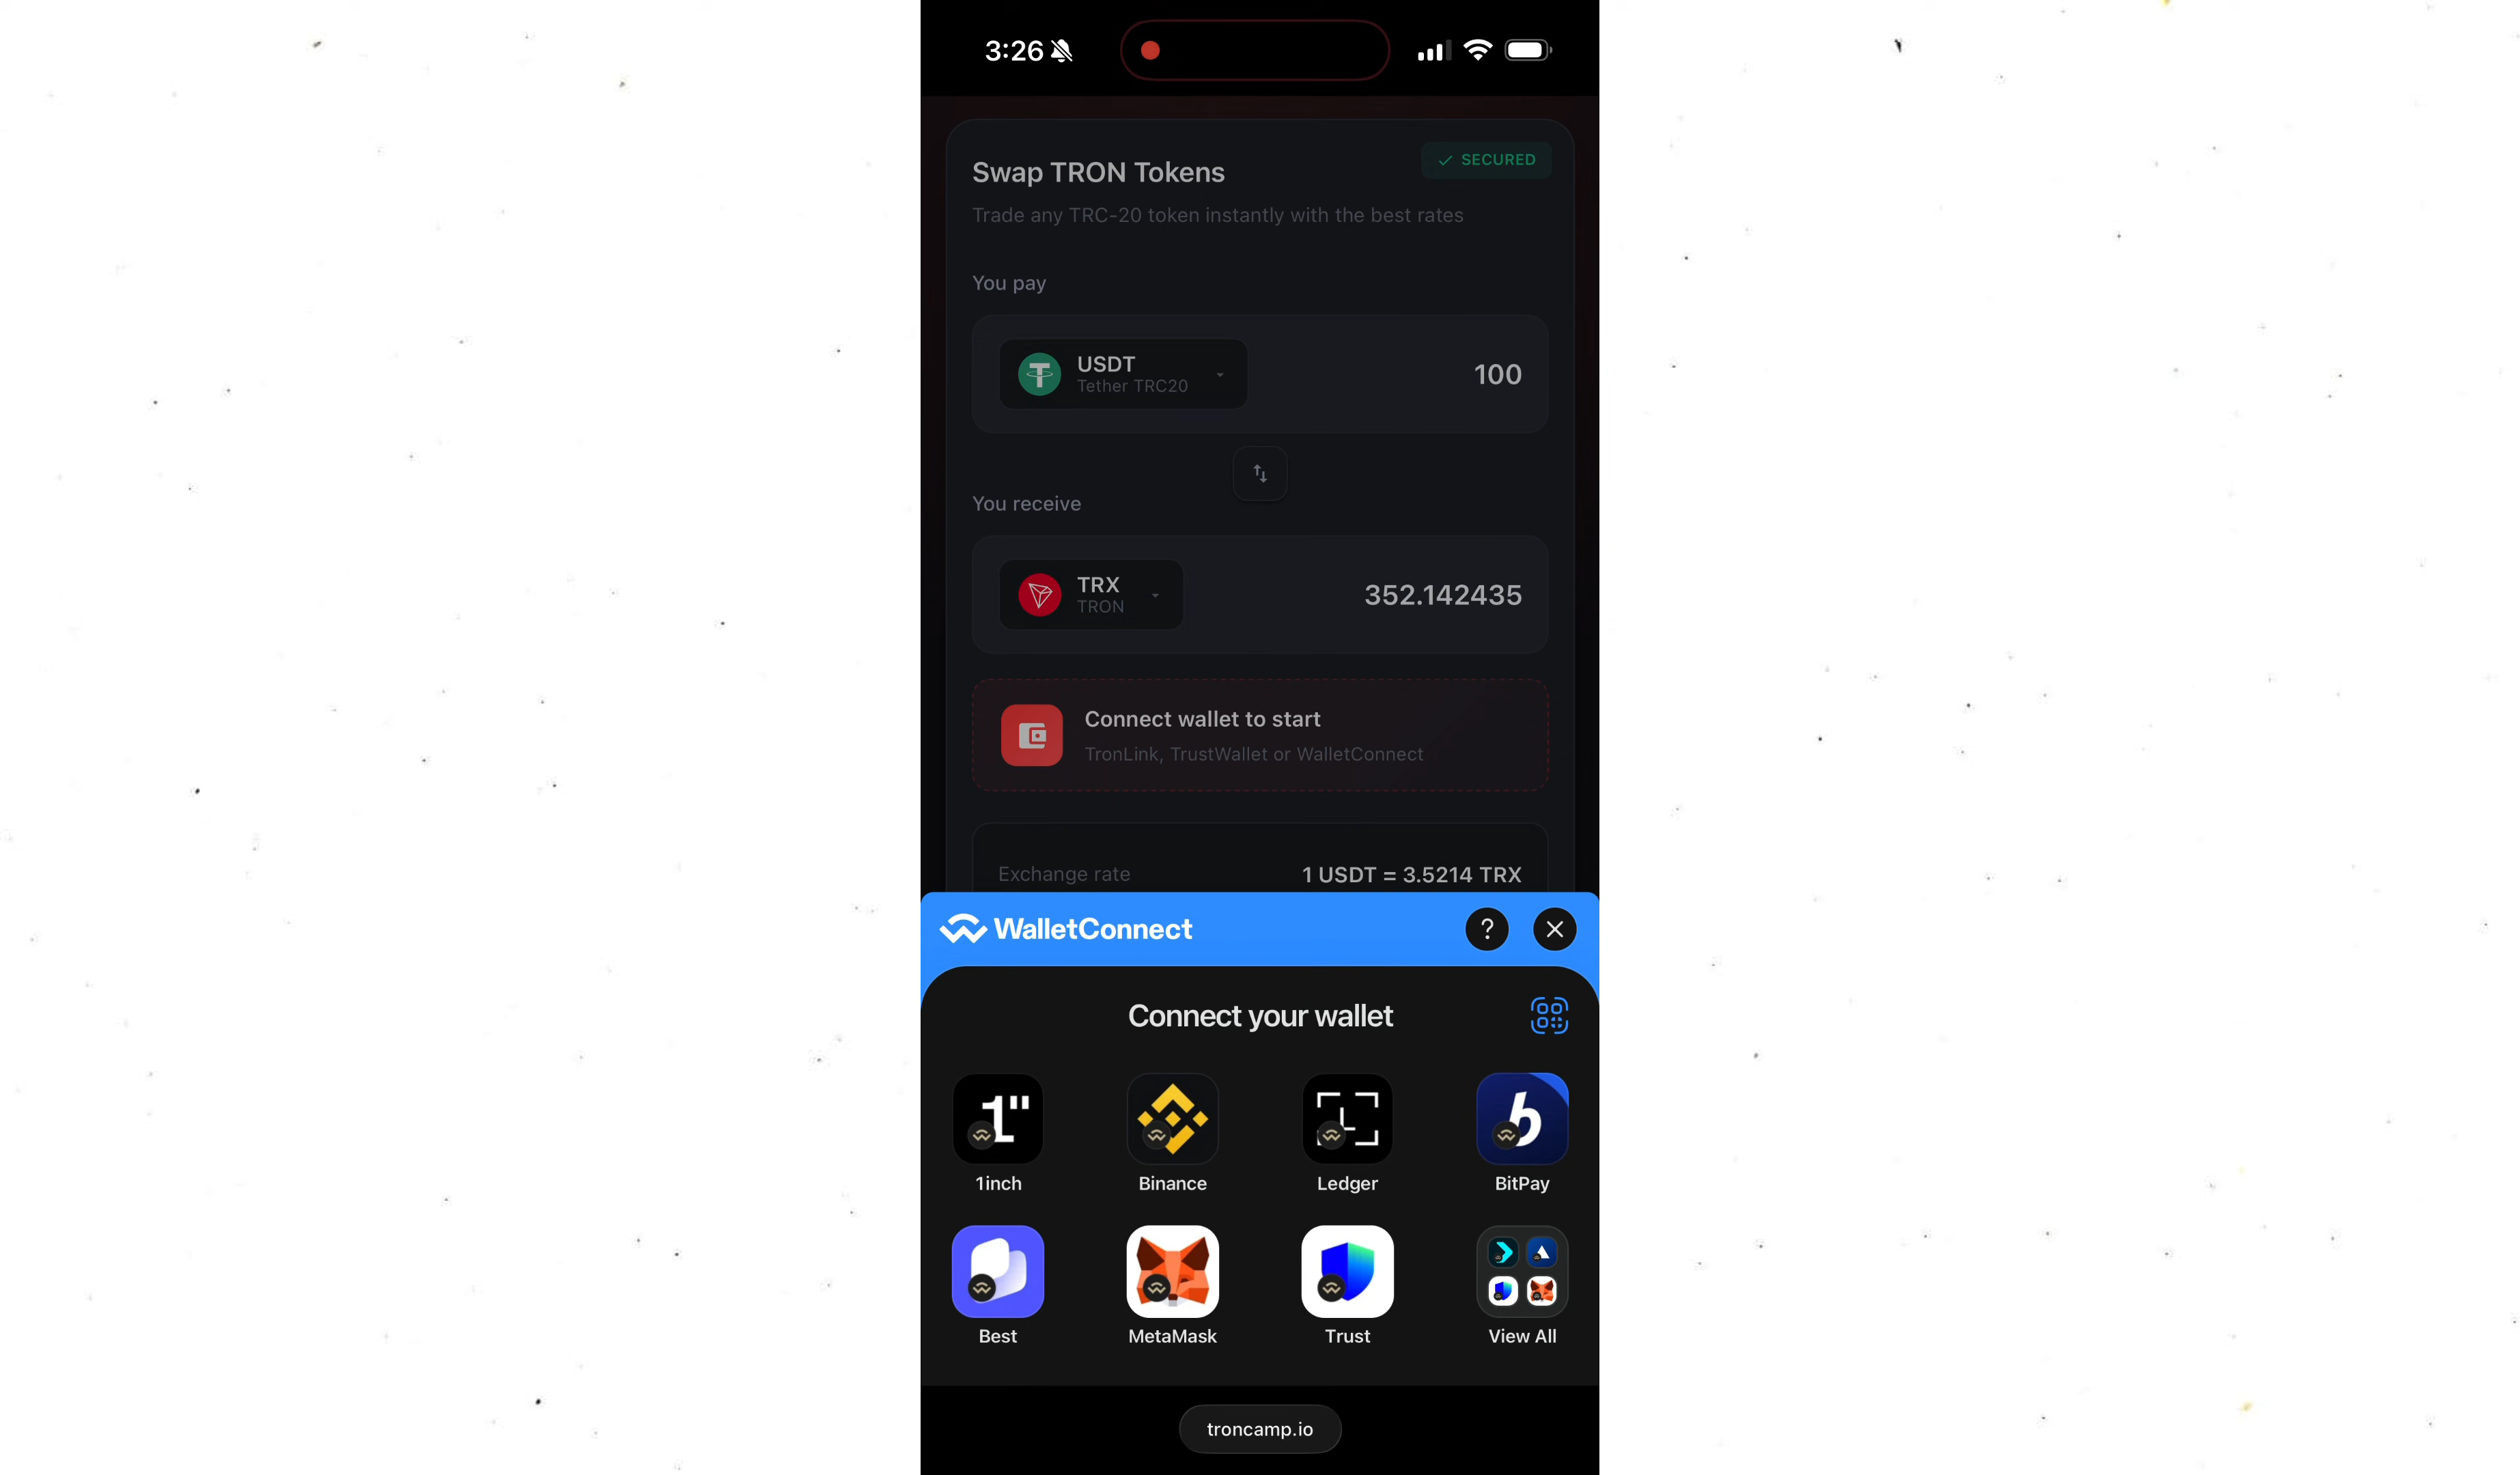 3:26
Swap TRON Tokens
SECURED
Trade any TRC-20 token instantly with the best rates
You pay
USDT
Tether TRC20
100
You receive
TRX
TRON
352.142435
Connect wallet to start
TronLink, TrustWallet or WalletConnect
Exchange rate
1 USDT = 3.5214 TRX
WalletConnect
?
Connect your wallet
1inch
Binance
Ledger
BitPay
Best
MetaMask
Trust
View All
troncamp.io